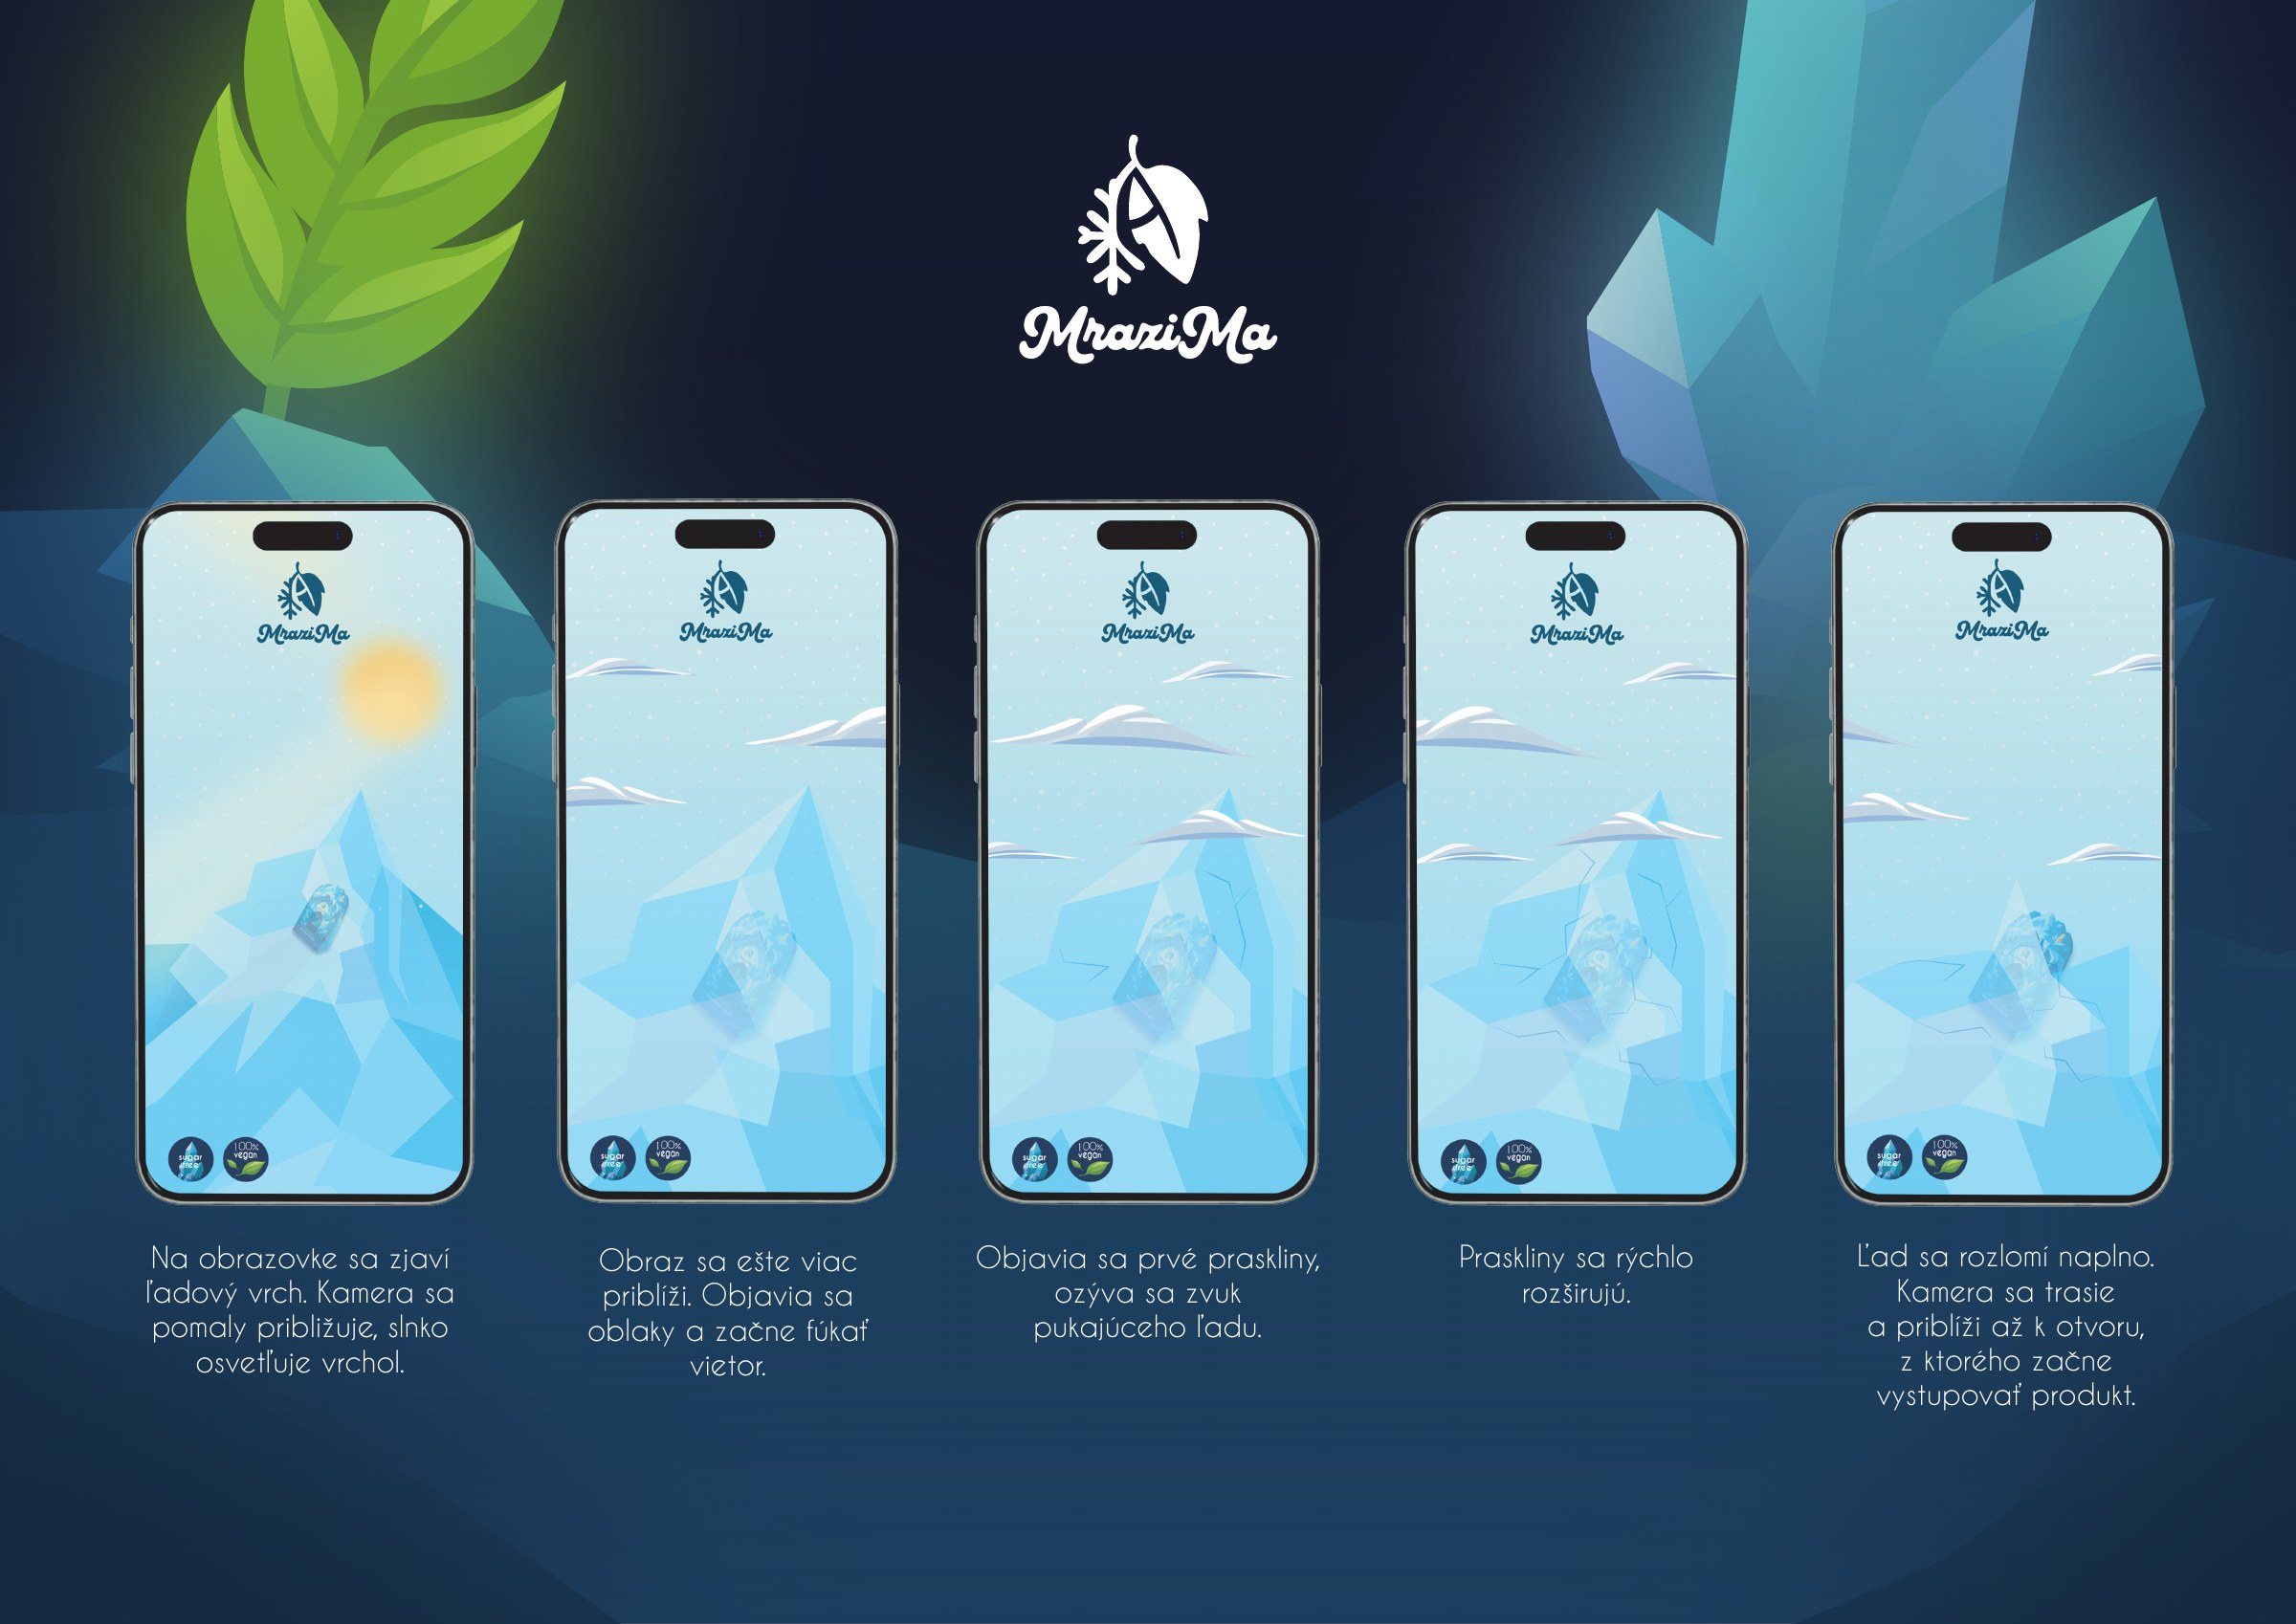 MraziMa
MraziMa
sugar
free
100%
vegan
Na obrazovke sa zjaví
ľadový vrch. Kamera sa
pomaly približuje, slnko
osvetľuje vrchol.
MraziMa
sugar
free
100%
vegan
Obraz sa ešte viac
priblíži. Objavia sa
oblaky a začne fúkať
vietor.
MraziMa
sugar
free
100%
vegan
Objavia sa prvé praskliny,
ozýva sa zvuk
pukajúceho ľadu.
MraziMa
sugar
free
100%
vegan
Praskliny sa rýchlo
rozširujú.
MraziMa
sugar
free
100%
vegan
Ľad sa rozlomí naplno.
Kamera sa trasie
a priblíži až k otvoru,
z ktorého začne
vystupovať produkt.